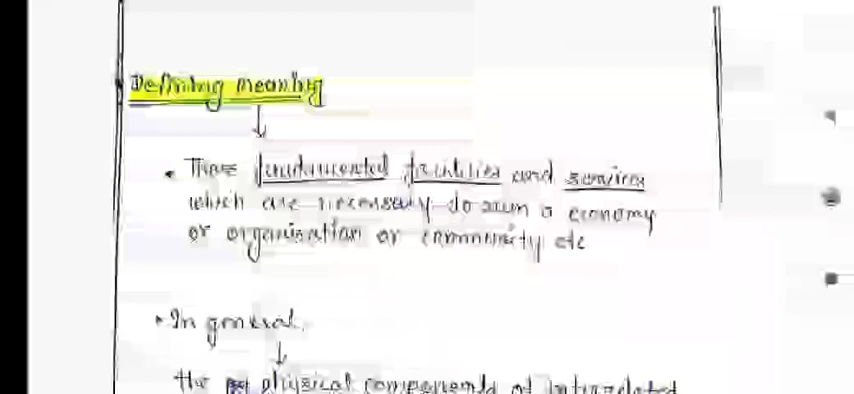 Defining meaning
↓
• Those fundamental facilities and services
which are necessary to run a economy
or organisation or community etc
• In general,
↓
the physical components of interrelated